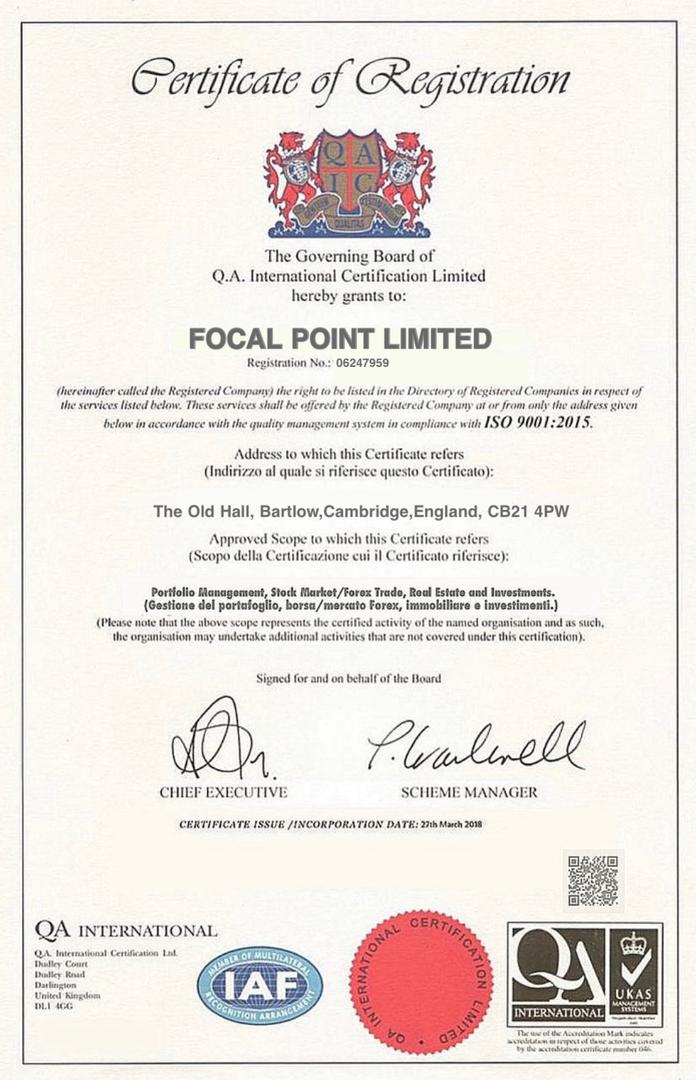 Certificate of Registration
Q A
I C
QUALITAS
The Governing Board of
Q.A. International Certification Limited
hereby grants to:
FOCAL POINT LIMITED
Registration No.: 06247959
(hereinafter called the Registered Company) the right to be listed in the Directory of Registered Companies in respect of
the services listed below. These services shall be offered by the Registered Company at or from only the address given
below in accordance with the quality management system in compliance with ISO 9001:2015.
Address to which this Certificate refers
(Indirizzo al quale si riferisce questo Certificato):
The Old Hall, Bartlow,Cambridge,England, CB21 4PW
Approved Scope to which this Certificate refers
(Scopo della Certificazione cui il Certificato riferisce):
Portfolio Management, Stock Market/Forex Trade, Real Estate and Investments.
(Gestione del portafoglio, borsa/mercato Forex, immobiliare e investimenti.)
(Please note that the above scope represents the certified activity of the named organisation and as such,
the organisation may undertake additional activities that are not covered under this certification).
Signed for and on behalf of the Board
CHIEF EXECUTIVE
SCHEME MANAGER
CERTIFICATE ISSUE /INCORPORATION DATE: 27th March 2018
QA INTERNATIONAL
Q.A. International Certification Ltd.
Dudley Court
Dudley Road
Darlington
United Kingdom
DL1 4GG
MEMBER OF MULTILATERAL
IAF
RECOGNITION ARRANGEMENT
QA INTERNATIONAL CERTIFICATION LIMITED
QA
INTERNATIONAL
UKAS
MANAGEMENT
SYSTEMS
The use of the Accreditation Mark indicates
accreditation in respect of those activities covered
by the accreditation certificate number 046.